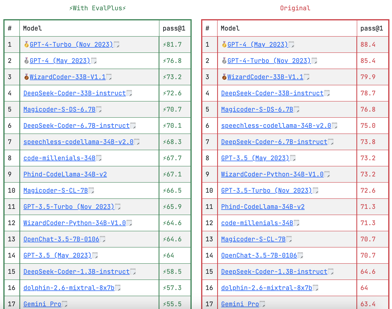 ⚡With EvalPlus
# Model pass@1
1 🥇GPT-4-Turbo (Nov 2023) ⚡81.7
2 🥈GPT-4 (May 2023) ⚡76.8
3 🥉WizardCoder-33B-V1.1 ⚡73.2
4 DeepSeek-Coder-33B-instruct ⚡72.6
5 Magicoder-S-DS-6.7B ⚡70.7
6 DeepSeek-Coder-6.7B-instruct ⚡70.1
7 speechless-codellama-34B-v2.0 ⚡68.3
8 code-millenials-34B ⚡67.7
9 Phind-CodeLlama-34B-v2 ⚡67.1
10 Magicoder-S-CL-7B ⚡66.5
11 GPT-3.5-Turbo (Nov 2023) ⚡65.9
12 WizardCoder-Python-34B-V1.0 ⚡64.6
13 OpenChat-3.5-7B-0106 ⚡64.6
14 GPT-3.5 (May 2023) ⚡64
15 DeepSeek-Coder-1.3B-instruct ⚡58.5
16 dolphin-2.6-mixtral-8x7b ⚡57.3
17 Gemini Pro ⚡55.5
Original
# Model pass@1
1 🥇GPT-4 (May 2023) 88.4
2 🥈GPT-4-Turbo (Nov 2023) 85.4
3 🥉WizardCoder-33B-V1.1 79.9
4 DeepSeek-Coder-33B-instruct 78.7
5 Magicoder-S-DS-6.7B 76.8
6 speechless-codellama-34B-v2.0 75.0
7 DeepSeek-Coder-6.7B-instruct 73.8
8 GPT-3.5 (May 2023) 73.2
9 WizardCoder-Python-34B-V1.0 73.2
10 GPT-3.5-Turbo (Nov 2023) 72.6
11 Phind-CodeLlama-34B-v2 71.3
12 code-millenials-34B 71.3
13 Magicoder-S-CL-7B 70.7
14 OpenChat-3.5-7B-0106 70.7
15 DeepSeek-Coder-1.3B-instruct 64.6
16 dolphin-2.6-mixtral-8x7b 64
17 Gemini Pro 63.4